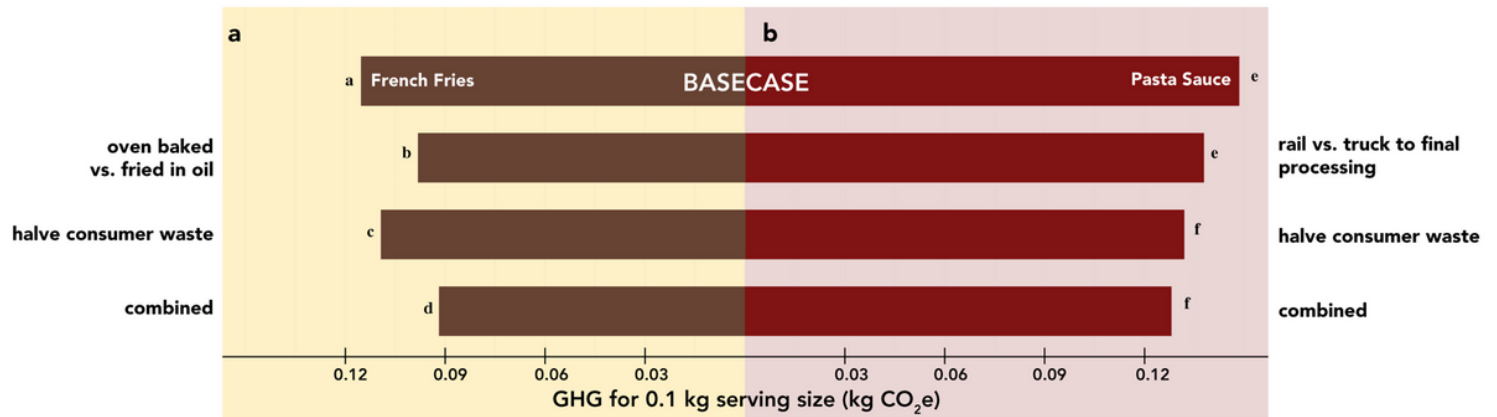 a
b
a
French Fries
BASECASE
Pasta Sauce
e
oven baked
vs. fried in oil
b
e
rail vs. truck to final
processing
halve consumer waste
c
f
halve consumer waste
combined
d
f
combined
0.12
0.09
0.06
0.03
0.03
0.06
0.09
0.12
GHG for 0.1 kg serving size (kg CO₂e)